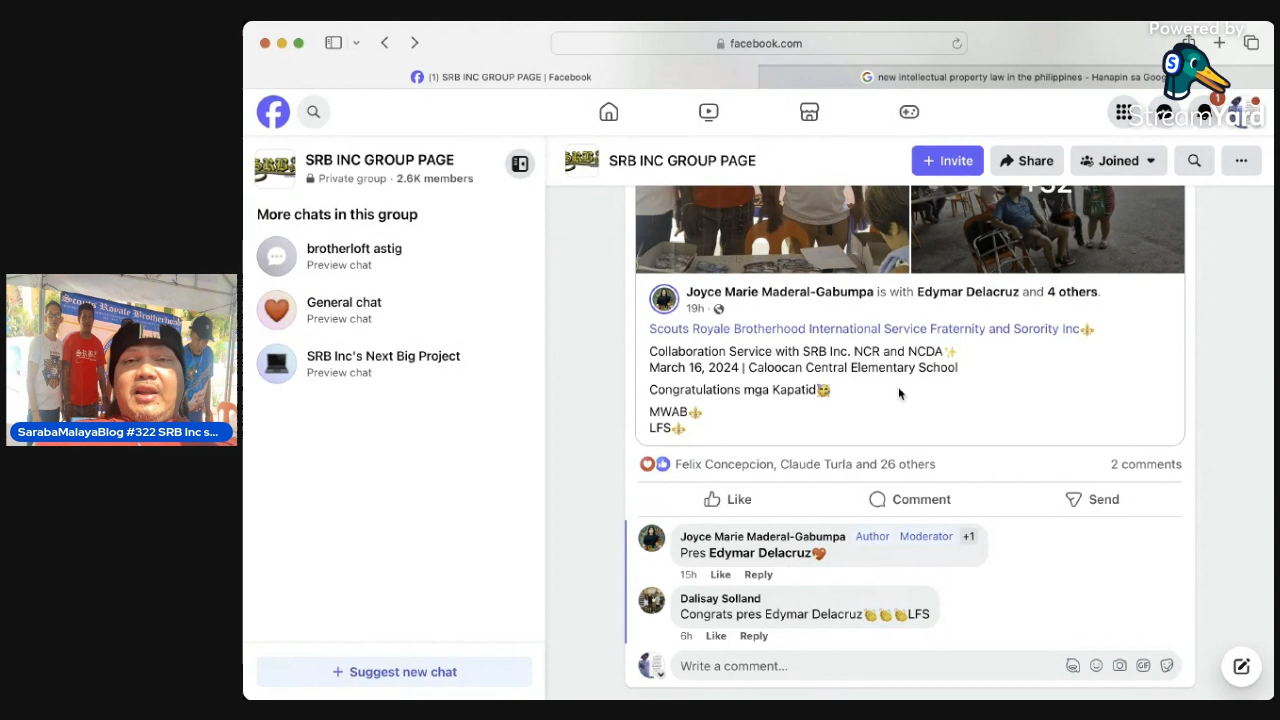 Powered by
StreamYard
facebook.com
(1) SRB INC GROUP PAGE | Facebook
new intellectual property law in the philippines - Hanapin sa Goog
SRB INC GROUP PAGE
Private group · 2.6K members
SRB INC GROUP PAGE
+ Invite
Share
Joined
More chats in this group
brotherloft astig
Preview chat
General chat
Preview chat
SRB Inc's Next Big Project
Preview chat
+ Suggest new chat
Scouts Royale Brotherhood
SRB
SarabaMalayaBlog #322 SRB Inc s...
Joyce Marie Maderal-Gabumpa is with Edymar Delacruz and 4 others.
19h ·
Scouts Royale Brotherhood International Service Fraternity and Sorority Inc⚜️
Collaboration Service with SRB Inc. NCR and NCDA✨
March 16, 2024 | Caloocan Central Elementary School
Congratulations mga Kapatid🥰
MWAB⚜️
LFS⚜️
Felix Concepcion, Claude Turla and 26 others
2 comments
Like
Comment
Send
Joyce Marie Maderal-Gabumpa Author Moderator +1
Pres Edymar Delacruz
15h Like Reply
Dalisay Solland
Congrats pres Edymar Delacruz👏👏👏LFS
6h Like Reply
Write a comment...
GIF